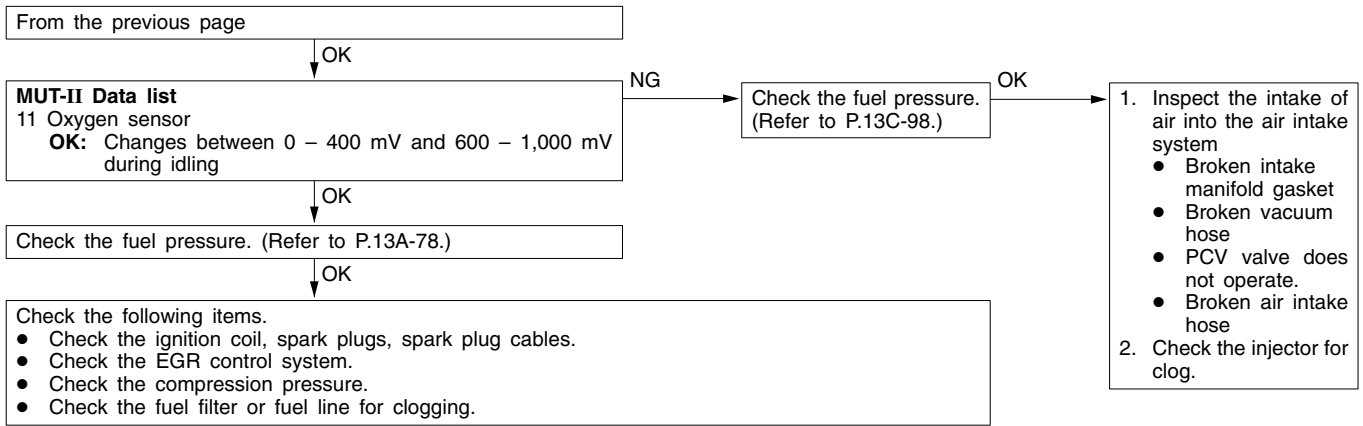 From the previous page
OK
MUT-II Data list
11 Oxygen sensor
OK: Changes between 0 – 400 mV and 600 – 1,000 mV
during idling
NG
Check the fuel pressure.
(Refer to P.13C-98.)
OK
1. Inspect the intake of
air into the air intake
system
● Broken intake
manifold gasket
● Broken vacuum
hose
● PCV valve does
not operate.
● Broken air intake
hose
2. Check the injector for
clog.
OK
Check the fuel pressure. (Refer to P.13A-78.)
OK
Check the following items.
● Check the ignition coil, spark plugs, spark plug cables.
● Check the EGR control system.
● Check the compression pressure.
● Check the fuel filter or fuel line for clogging.